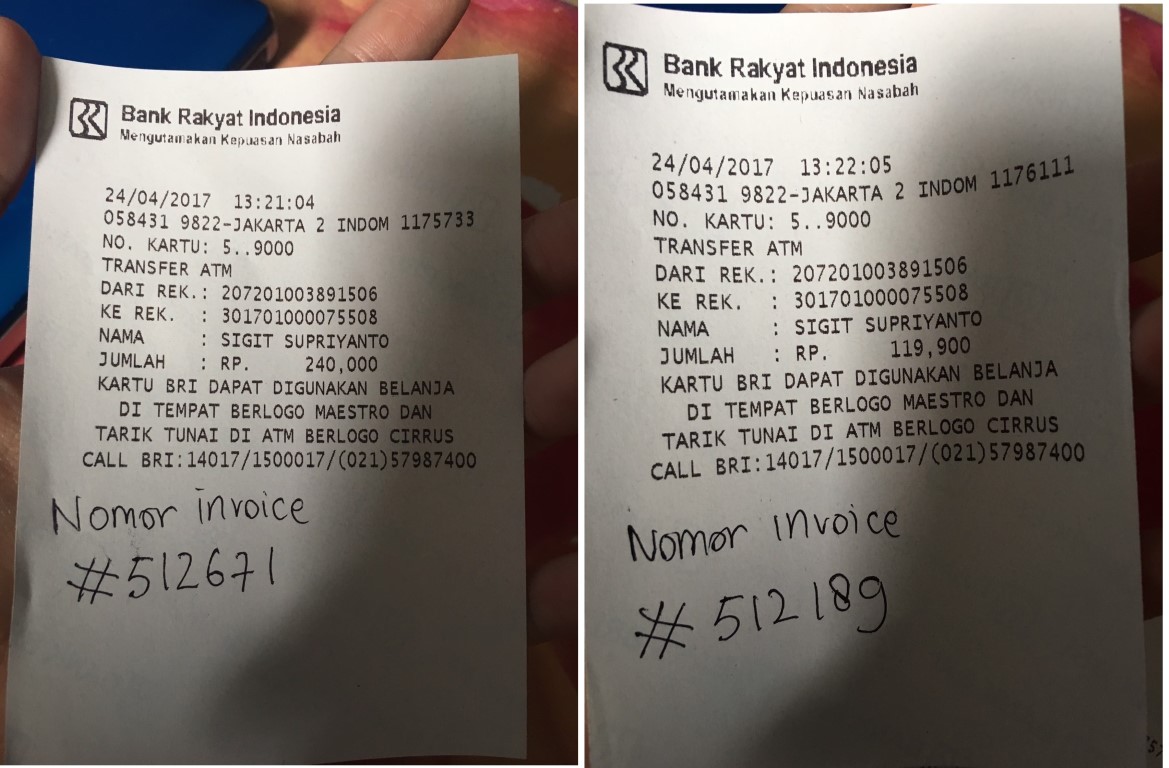 Bank Rakyat Indonesia
Mengutamakan Kepuasan Nasabah
24/04/2017 13:21:04
058431 9822-JAKARTA 2 INDOM 1175733
NO. KARTU: 5..9000
TRANSFER ATM
DARI REK.: 207201003891506
KE REK. : 301701000075508
NAMA : SIGIT SUPRIYANTO
JUMLAH : RP. 240,000
KARTU BRI DAPAT DIGUNAKAN BELANJA
DI TEMPAT BERLOGO MAESTRO DAN
TARIK TUNAI DI ATM BERLOGO CIRRUS
CALL BRI:14017/1500017/(021)57987400
Nomor invoice
#512671
Bank Rakyat Indonesia
Mengutamakan Kepuasan Nasabah
24/04/2017 13:22:05
058431 9822-JAKARTA 2 INDOM 1176111
NO. KARTU: 5..9000
TRANSFER ATM
DARI REK.: 207201003891506
KE REK. : 301701000075508
NAMA : SIGIT SUPRIYANTO
JUMLAH : RP. 119,900
KARTU BRI DAPAT DIGUNAKAN BELANJA
DI TEMPAT BERLOGO MAESTRO DAN
TARIK TUNAI DI ATM BERLOGO CIRRUS
CALL BRI:14017/1500017/(021)57987400
Nomor invoice
#512189